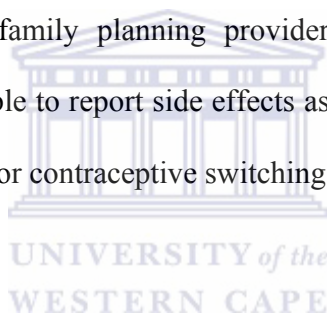 family planning provider
ble to report side effects as
or contraceptive switching
UNIVERSITY of the
WESTERN CAPE